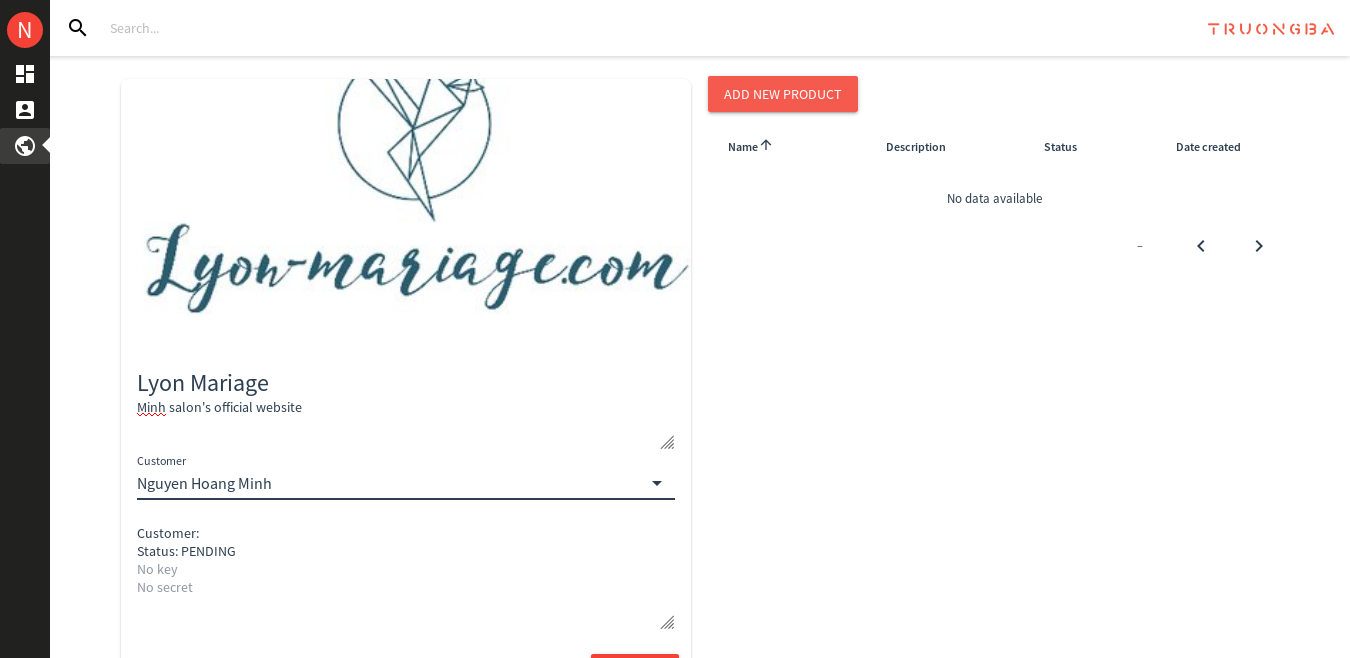 N
Search...
TRUONGBA
Lyon-mariage.com
Lyon Mariage
Minh salon's official website
Customer
Nguyen Hoang Minh
Customer:
Status: PENDING
No key
No secret
ADD NEW PRODUCT
Name Description Status Date created
No data available
-